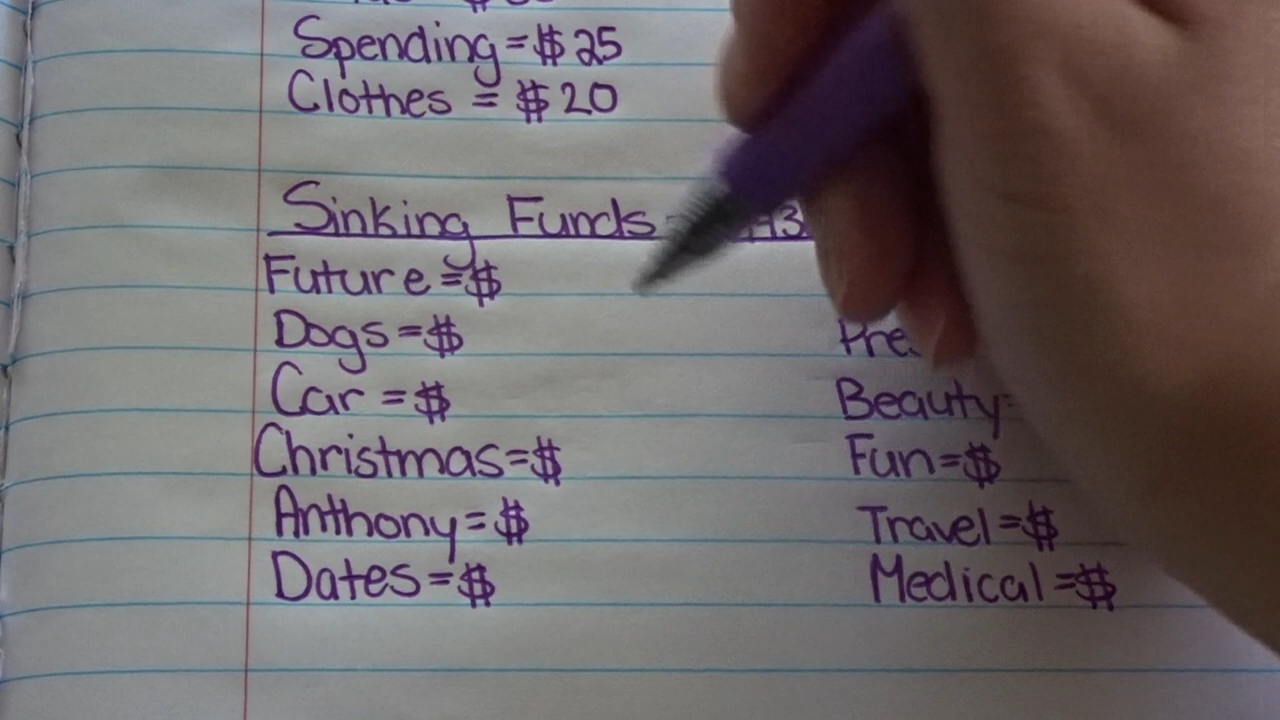 Spending = $25
Clothes = $20
Sinking Funds
Future = $
Dogs = $
Car = $
Christmas = $
Anthony = $
Dates = $
Beauty =
Fun = $
Travel = $
Medical = $